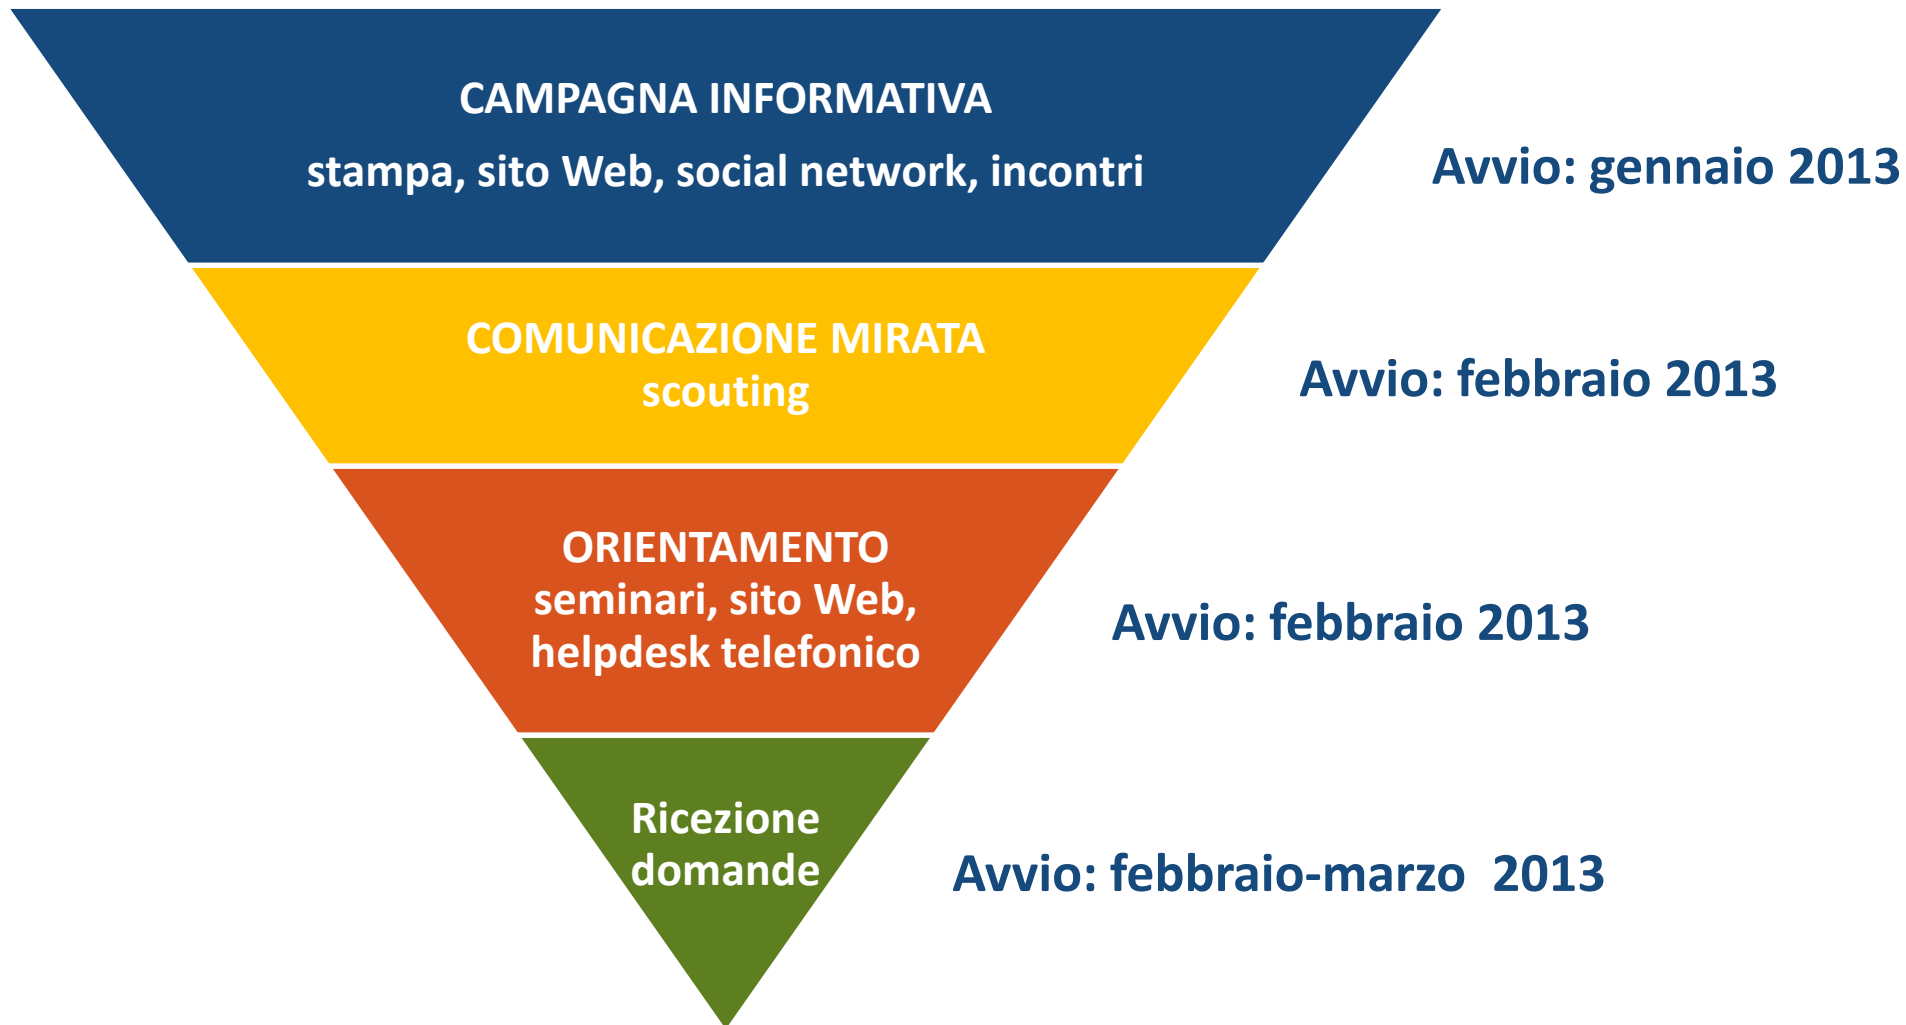 CAMPAGNA INFORMATIVA
stampa, sito Web, social network, incontri
Avvio: gennaio 2013
COMUNICAZIONE MIRATA
scouting
Avvio: febbraio 2013
ORIENTAMENTO
seminari, sito Web,
helpdesk telefonico
Avvio: febbraio 2013
Ricezione
domande
Avvio: febbraio-marzo  2013